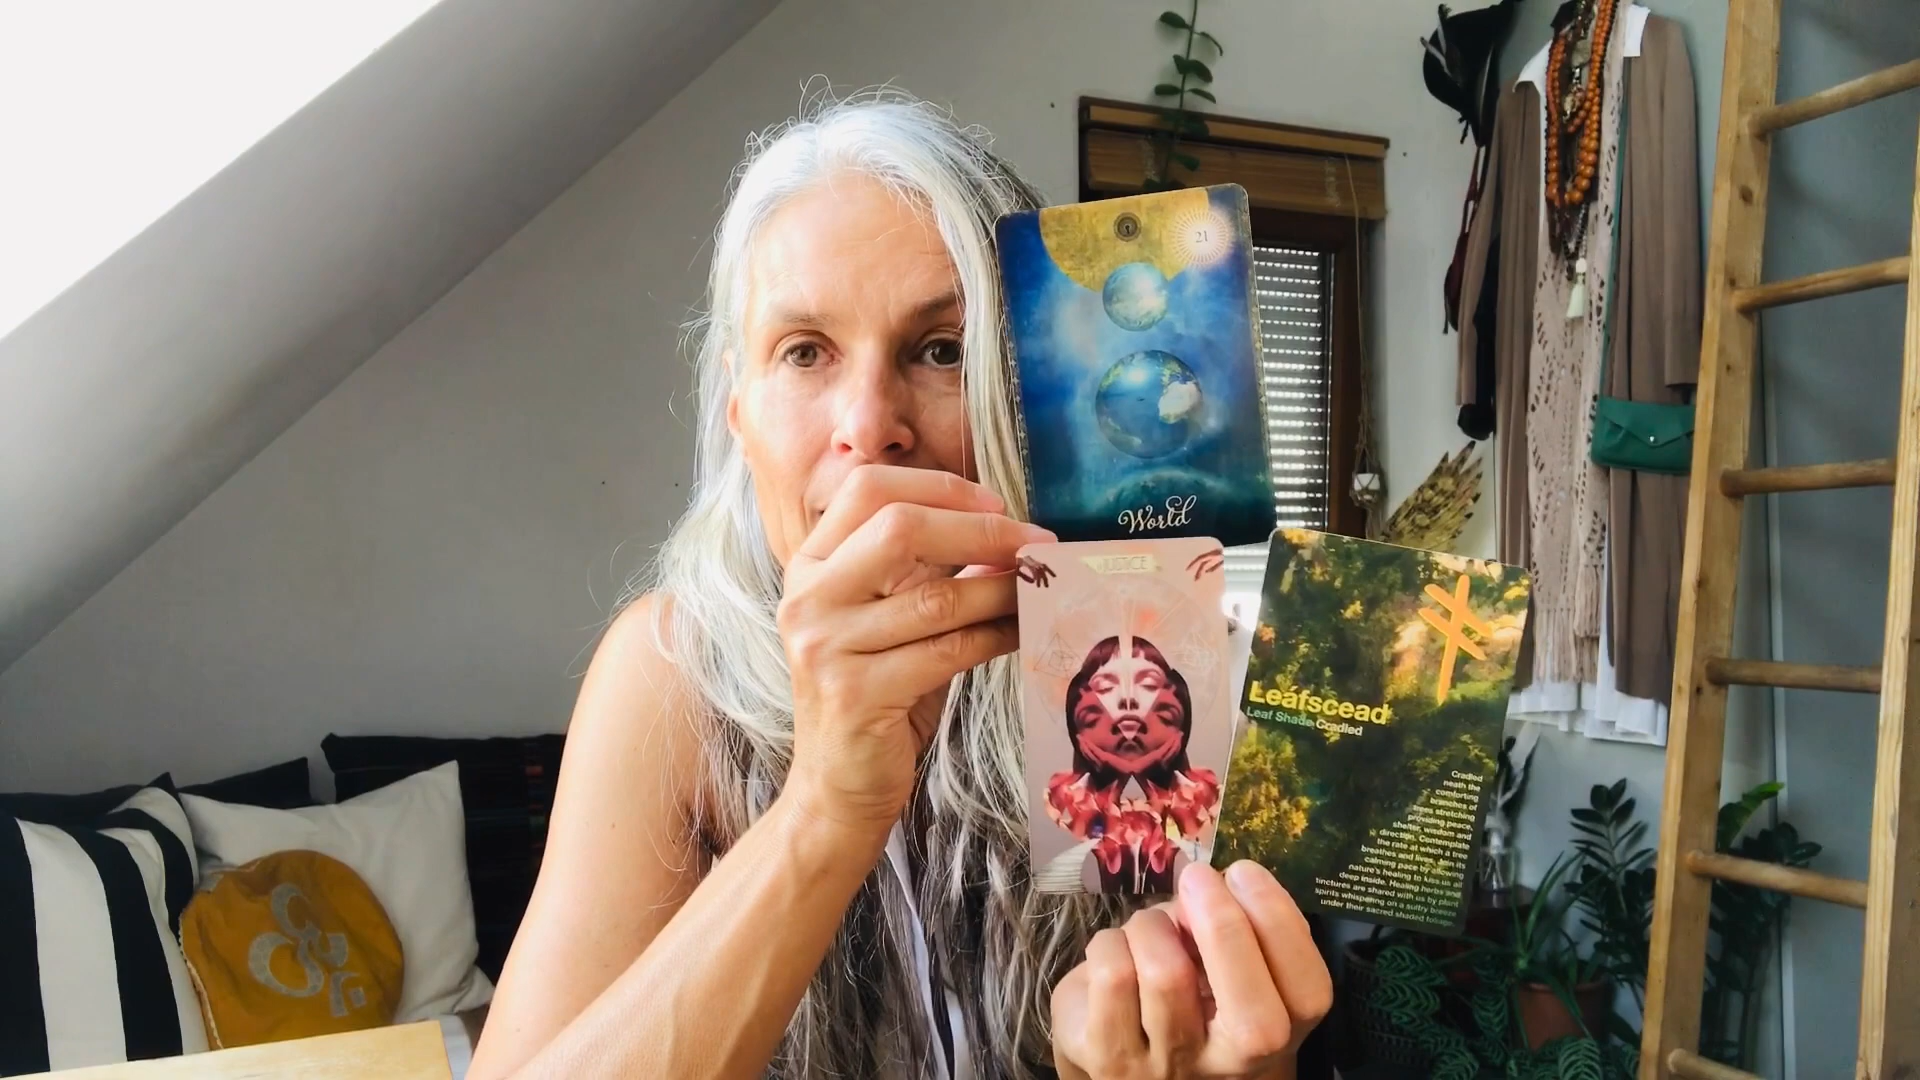 21
World
JUSTICE
Leáfscead
Leaf Shade Cradled
Cradled
neath the
comforting
branches of
trees stretching
providing peace,
shelter, wisdom and
direction. Contemplate
the rate at which a tree
breathes and lives. Join its
calming pace by allowing
nature's healing to kiss us all
deep inside. Healing herbs and
tinctures are shared with us by plant
spirits whispering on a sultry breeze
under their sacred shaded foliage.